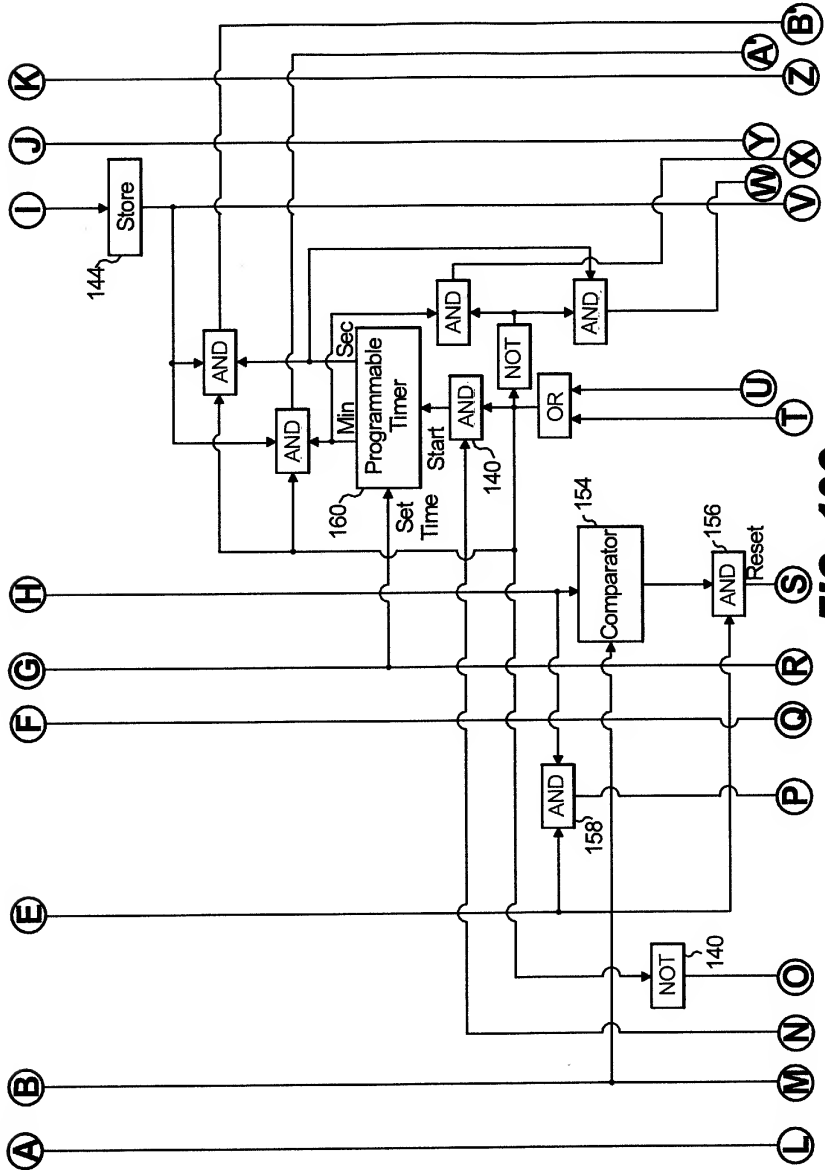 A
B
E
F
G
H
I
J
K
Store
144
AND
AND
Min
Sec
160
Set
Time
Programmable
Timer
Start
AND
140
AND
NOT
AND
OR
AND
158
Comparator
154
NOT
140
AND
156
Reset
L
M
N
O
P
Q
R
S
T
U
V
W
X
Y
Z
A'
B'